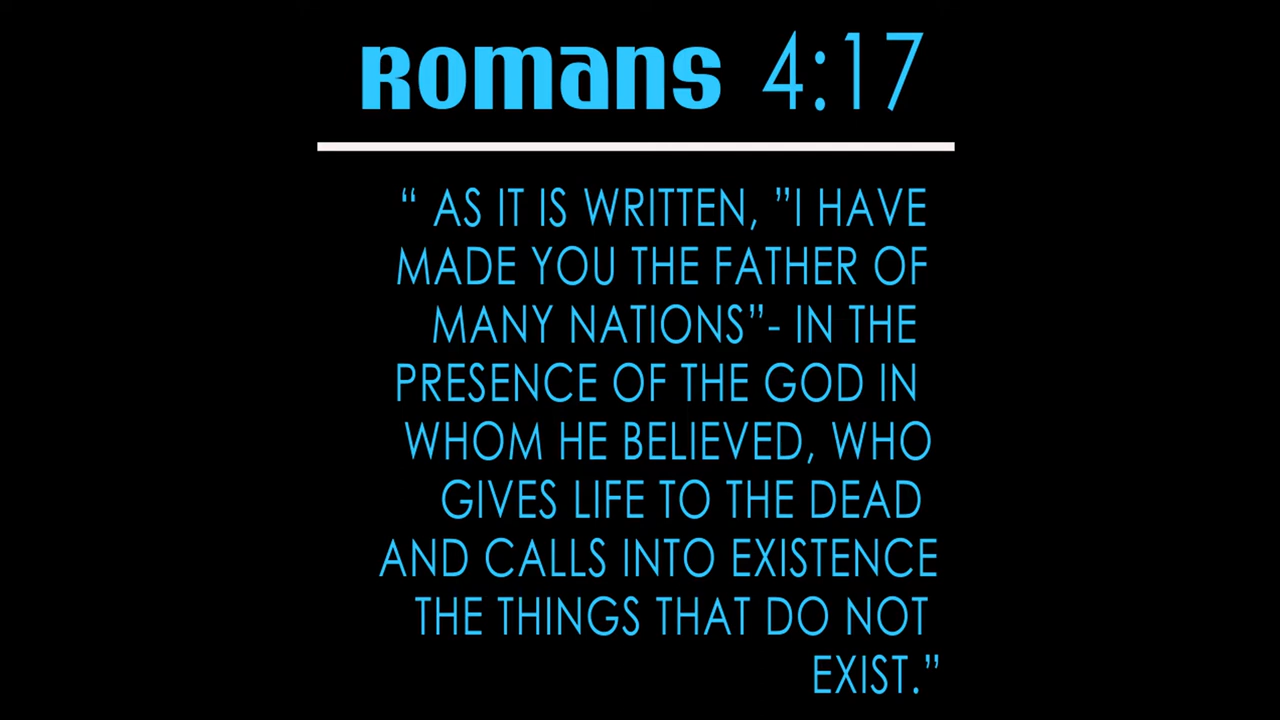 Romans 4:17
“ AS IT IS WRITTEN, ”I HAVE
MADE YOU THE FATHER OF
MANY NATIONS”- IN THE
PRESENCE OF THE GOD IN
WHOM HE BELIEVED, WHO
GIVES LIFE TO THE DEAD
AND CALLS INTO EXISTENCE
THE THINGS THAT DO NOT
EXIST.”